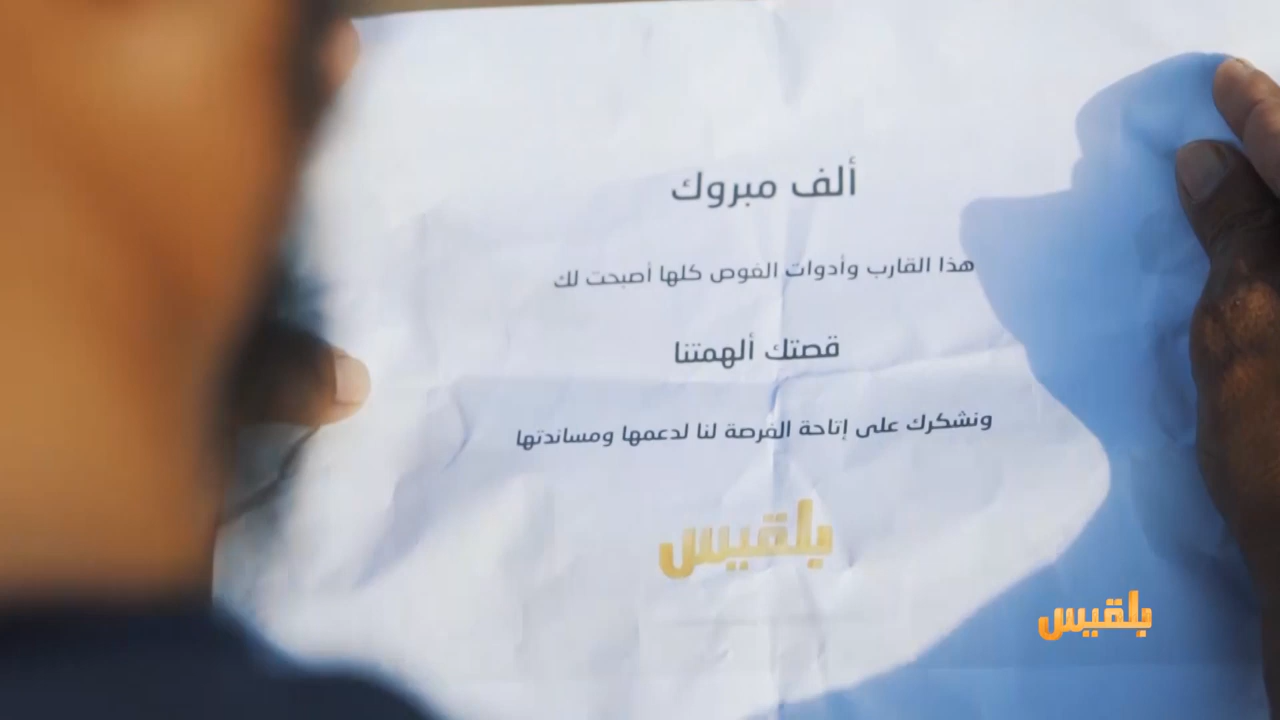 ألف مبروك
هذا القارب وأدوات الغوص كلها أصبحت لك
قصتك ألهمتنا
ونشكرك على إتاحة الفرصة لنا لدعمها ومساندتها
بلقيس
بلقيس